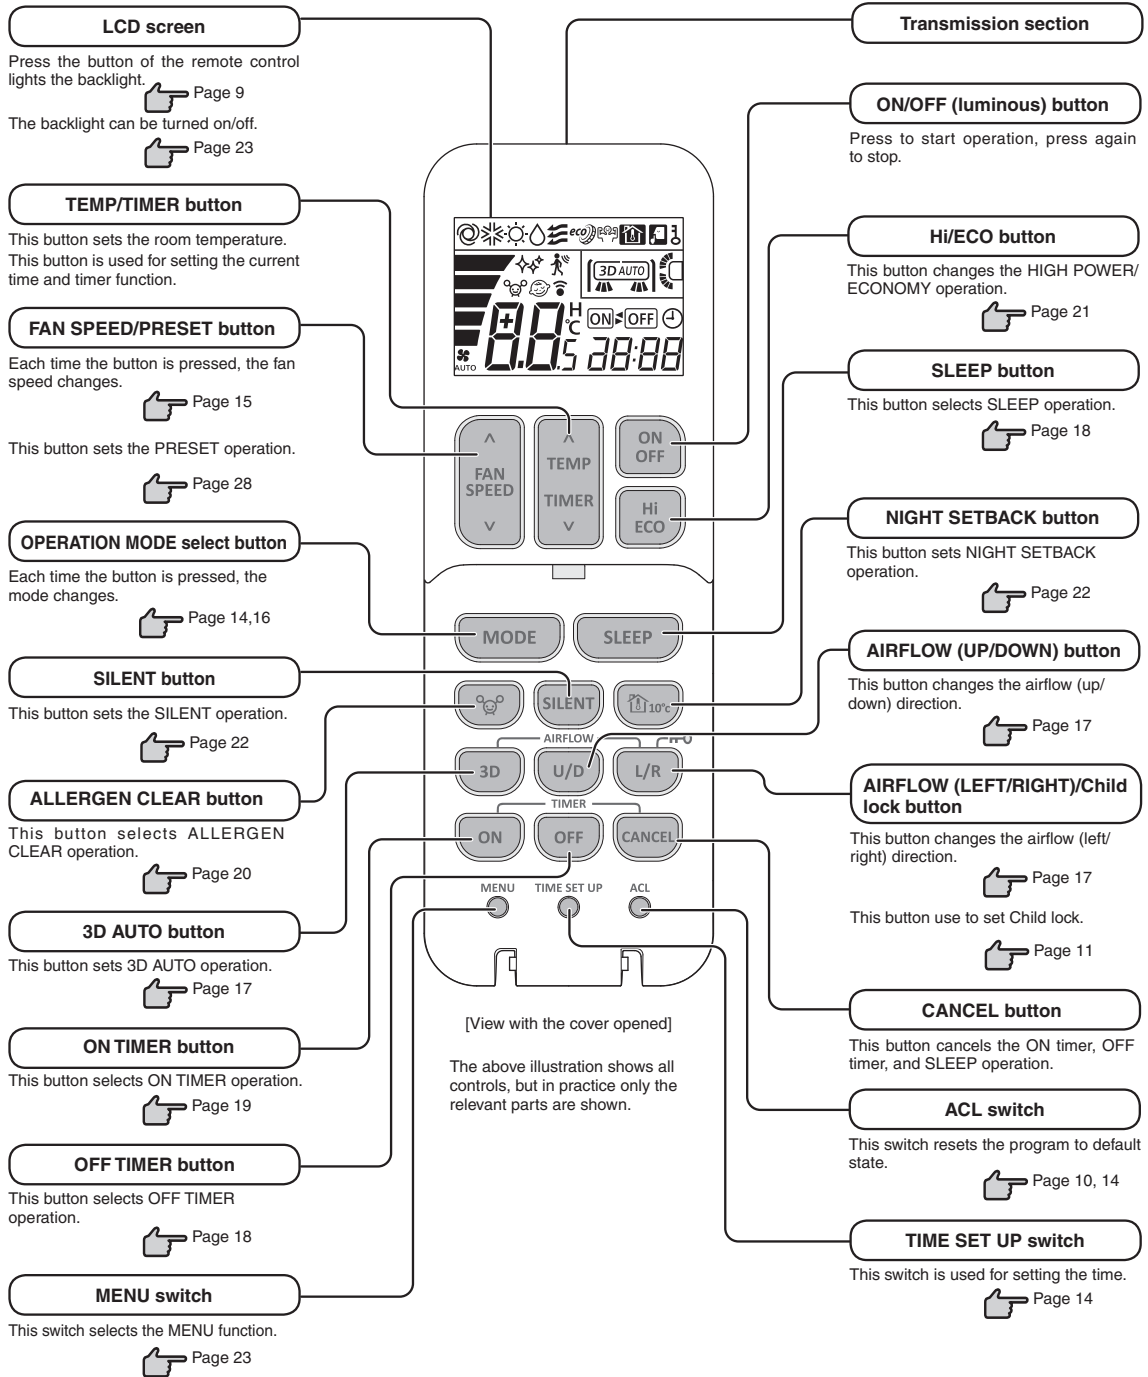 LCD screen
Press the button of the remote control
lights the backlight.
Page 9
The backlight can be turned on/off.
Page 23
TEMP/TIMER button
This button sets the room temperature.
This button is used for setting the current
time and timer function.
FAN SPEED/PRESET button
Each time the button is pressed, the fan
speed changes.
Page 15
This button sets the PRESET operation.
Page 28
OPERATION MODE select button
Each time the button is pressed, the
mode changes.
Page 14,16
SILENT button
This button sets the SILENT operation.
Page 22
ALLERGEN CLEAR button
This button selects ALLERGEN
CLEAR operation.
Page 20
3D AUTO button
This button sets 3D AUTO operation.
Page 17
ON TIMER button
This button selects ON TIMER operation.
Page 19
OFF TIMER button
This button selects OFF TIMER
operation.
Page 18
MENU switch
This switch selects the MENU function.
Page 23
eco
3D AUTO
H
°C
ON OFF
AUTO
8.8.5 28:88
FAN
SPEED
TEMP
TIMER
ON
OFF
Hi
ECO
MODE
SLEEP
SILENT
10°c
AIRFLOW
3D
U/D
L/R
TIMER
ON
OFF
CANCEL
MENU
TIME SET UP
ACL
[View with the cover opened]
The above illustration shows all
controls, but in practice only the
relevant parts are shown.
Transmission section
ON/OFF (luminous) button
Press to start operation, press again
to stop.
Hi/ECO button
This button changes the HIGH POWER/
ECONOMY operation.
Page 21
SLEEP button
This button selects SLEEP operation.
Page 18
NIGHT SETBACK button
This button sets NIGHT SETBACK
operation.
Page 22
AIRFLOW (UP/DOWN) button
This button changes the airflow (up/
down) direction.
Page 17
AIRFLOW (LEFT/RIGHT)/Child
lock button
This button changes the airflow (left/
right) direction.
Page 17
This button use to set Child lock.
Page 11
CANCEL button
This button cancels the ON timer, OFF
timer, and SLEEP operation.
ACL switch
This switch resets the program to default
state.
Page 10, 14
TIME SET UP switch
This switch is used for setting the time.
Page 14